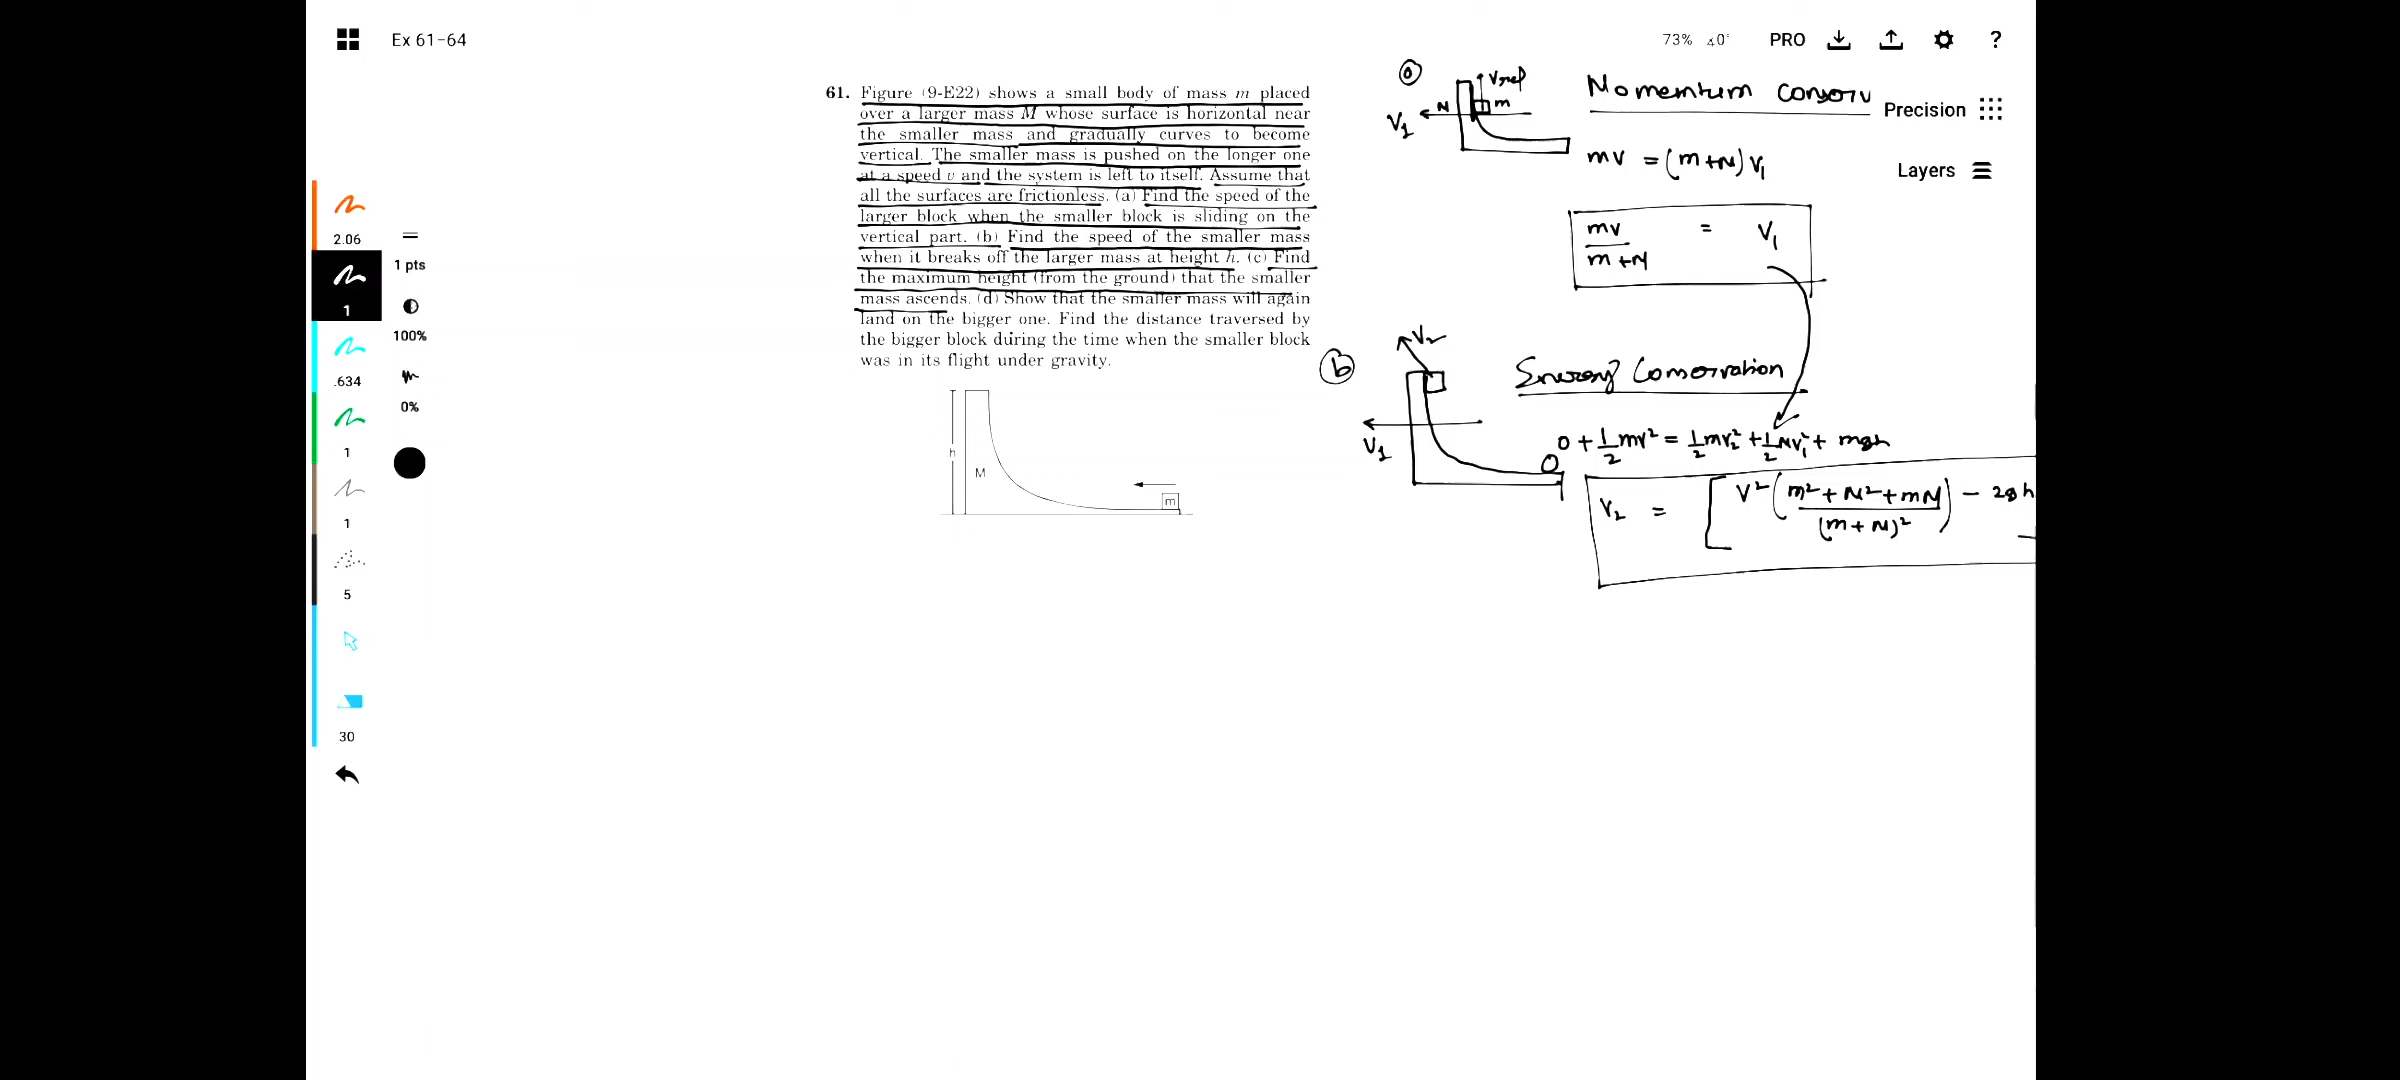 Ex 61-64
73% 40°
PRO
?
Precision
Layers
2.06
1
.634
1
1
5
30
1 pts
100%
0%
61. Figure (9-E22) shows a small body of mass m placed
over a larger mass M whose surface is horizontal near
the smaller mass and gradually curves to become
vertical. The smaller mass is pushed on the longer one
at a speed v and the system is left to itself. Assume that
all the surfaces are frictionless. (a) Find the speed of the
larger block when the smaller block is sliding on the
vertical part. (b) Find the speed of the smaller mass
when it breaks off the larger mass at height h. (c) Find
the maximum height (from the ground) that the smaller
mass ascends. (d) Show that the smaller mass will again
land on the bigger one. Find the distance traversed by
the bigger block during the time when the smaller block
was in its flight under gravity.
h
M
m
Vref
M
m
V1
Momentum conserv
mv = (m+M) V1
mv / m+M = V1
(b)
V2
V1
Energy Conservation
0 + 1/2 mv² = 1/2 mv2² + 1/2 MV1² + mgh
V2 = [ V² ( m² + M² + mM / (m+M)² ) - 2gh